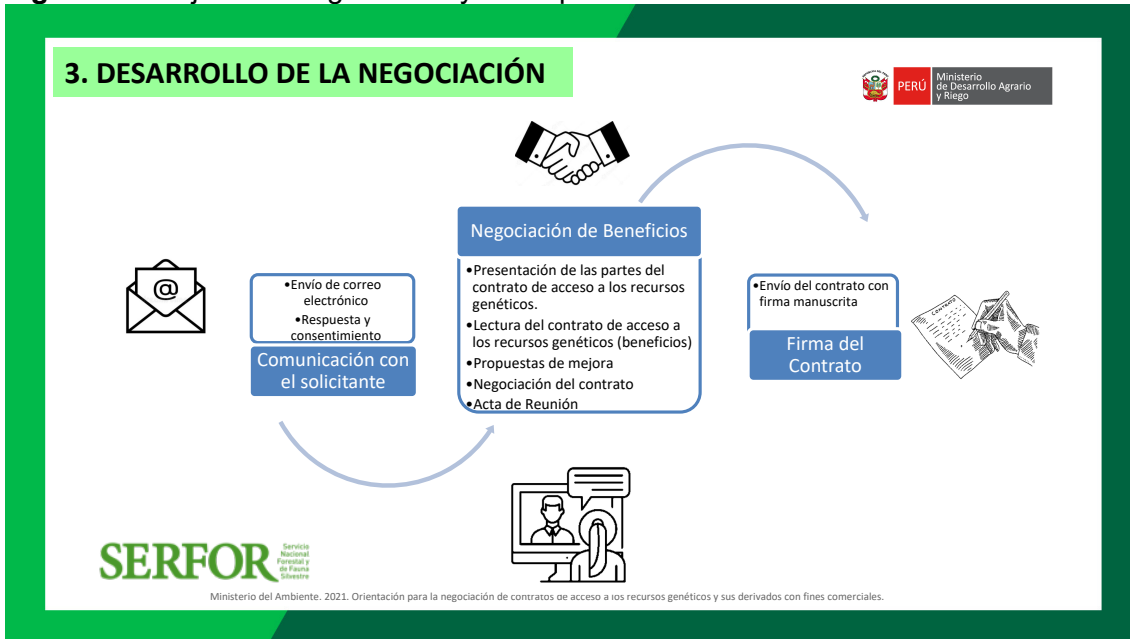 3. DESARROLLO DE LA NEGOCIACIÓN
PERÚ
Ministerio
de Desarrollo Agrario
y Riego
@
•Envío de correo
electrónico
•Respuesta y
consentimiento
Comunicación con
el solicitante
Negociación de Beneficios
•Presentación de las partes del
contrato de acceso a los recursos
genéticos.
•Lectura del contrato de acceso a
los recursos genéticos (beneficios)
•Propuestas de mejora
•Negociación del contrato
•Acta de Reunión
•Envío del contrato con
firma manuscrita
Firma del
Contrato
CONTRATO
SERFOR
Servicio
Nacional
Forestal y
de Fauna
Silvestre
Ministerio del Ambiente. 2021. Orientación para la negociación de contratos de acceso a los recursos genéticos y sus derivados con fines comerciales.